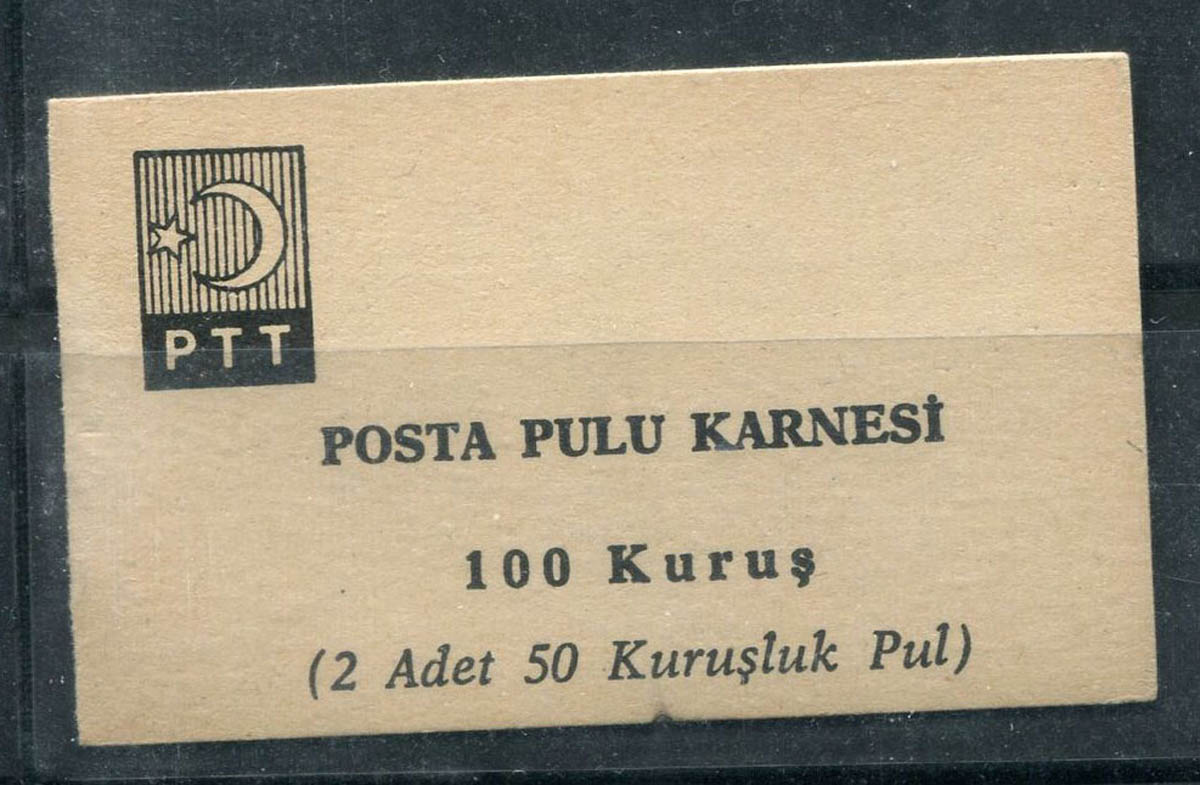 PTT
POSTA PULU KARNESİ
100 Kuruş
(2 Adet 50 Kuruşluk Pul)